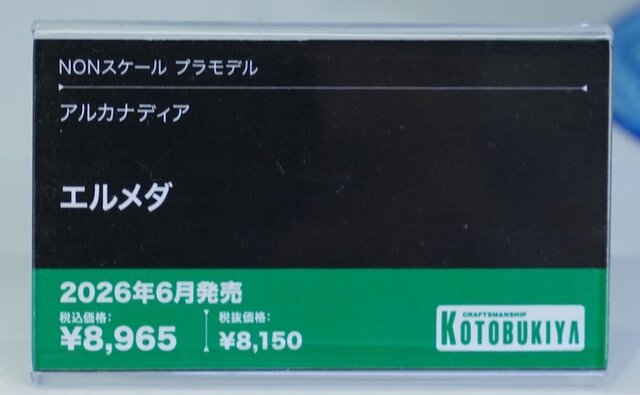 NONスケール プラモデル
アルカナディア
エルメダ
2026年6月発売
税込価格:
¥8,965
税抜価格:
¥8,150
CRAFTSMANSHIP
KOTOBUKIYA